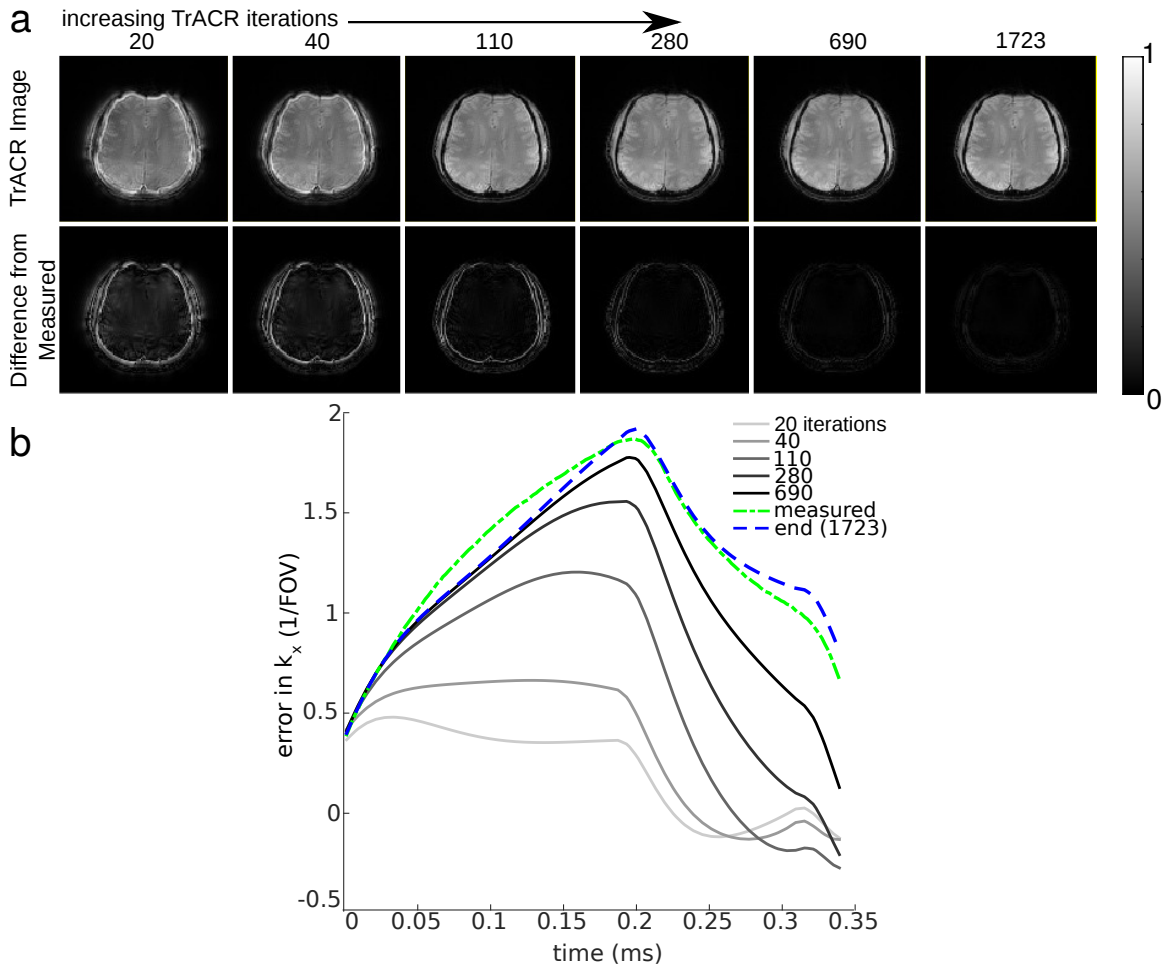 a
increasing TrACR iterations
20 40 110 280 690 1723
TrACR Image
Difference from
Measured
1
0
b
2
1.5
1
0.5
0
-0.5
error in kx (1/FOV)
20 iterations
40
110
280
690
measured
end (1723)
0 0.05 0.1 0.15 0.2 0.25 0.3 0.35
time (ms)